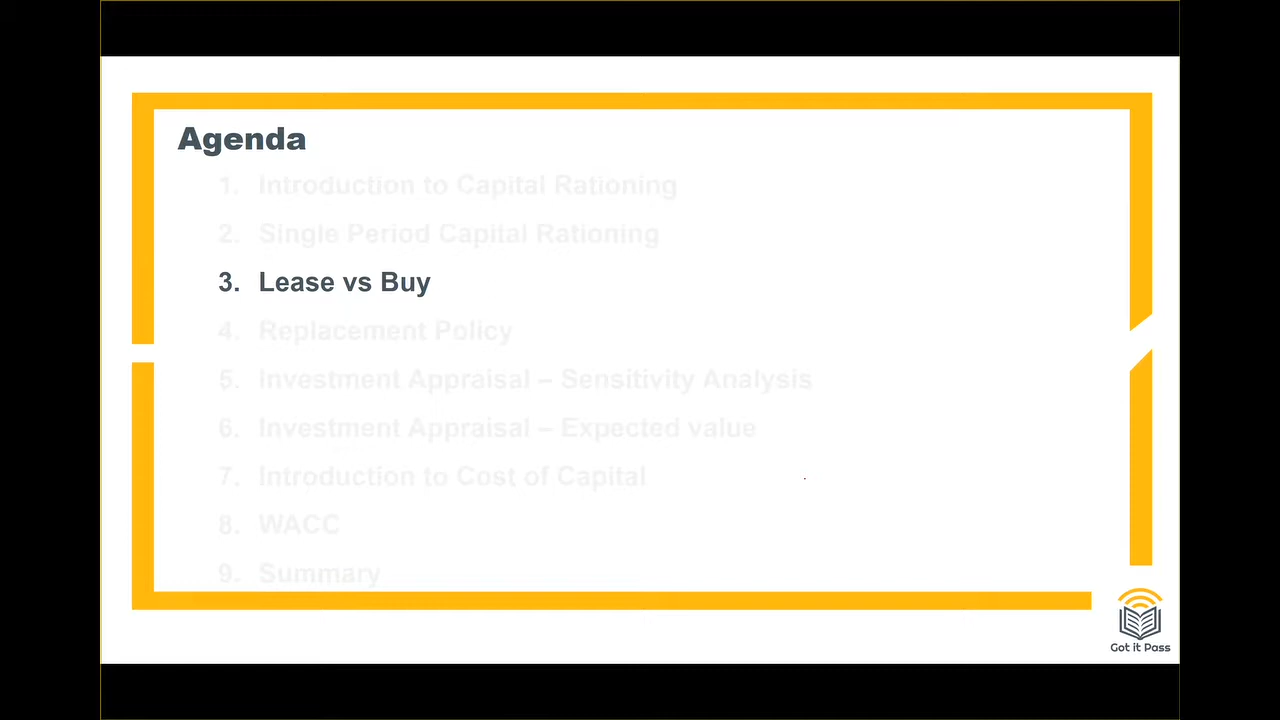 Agenda
1. Introduction to Capital Rationing
2. Single Period Capital Rationing
3. Lease vs Buy
4. Replacement Policy
5. Investment Appraisal – Sensitivity Analysis
6. Investment Appraisal – Expected value
7. Introduction to Cost of Capital
8. WACC
9. Summary
Got it Pass